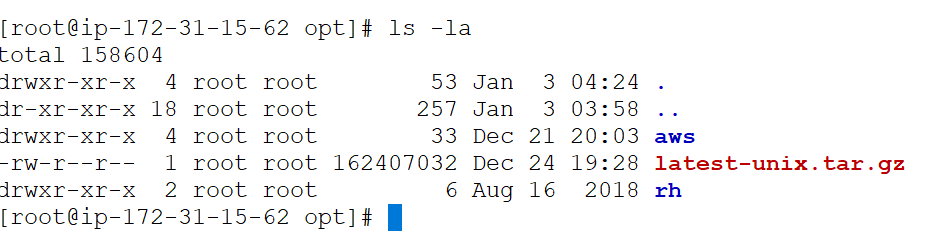 [root@ip-172-31-15-62 opt]# ls -la
total 158604
drwxr-xr-x  4 root root        53 Jan  3 04:24 .
dr-xr-xr-x 18 root root       257 Jan  3 03:58 ..
drwxr-xr-x  4 root root        33 Dec 21 20:03 aws
-rw-r--r--  1 root root 162407032 Dec 24 19:28 latest-unix.tar.gz
drwxr-xr-x  2 root root         6 Aug 16  2018 rh
[root@ip-172-31-15-62 opt]#